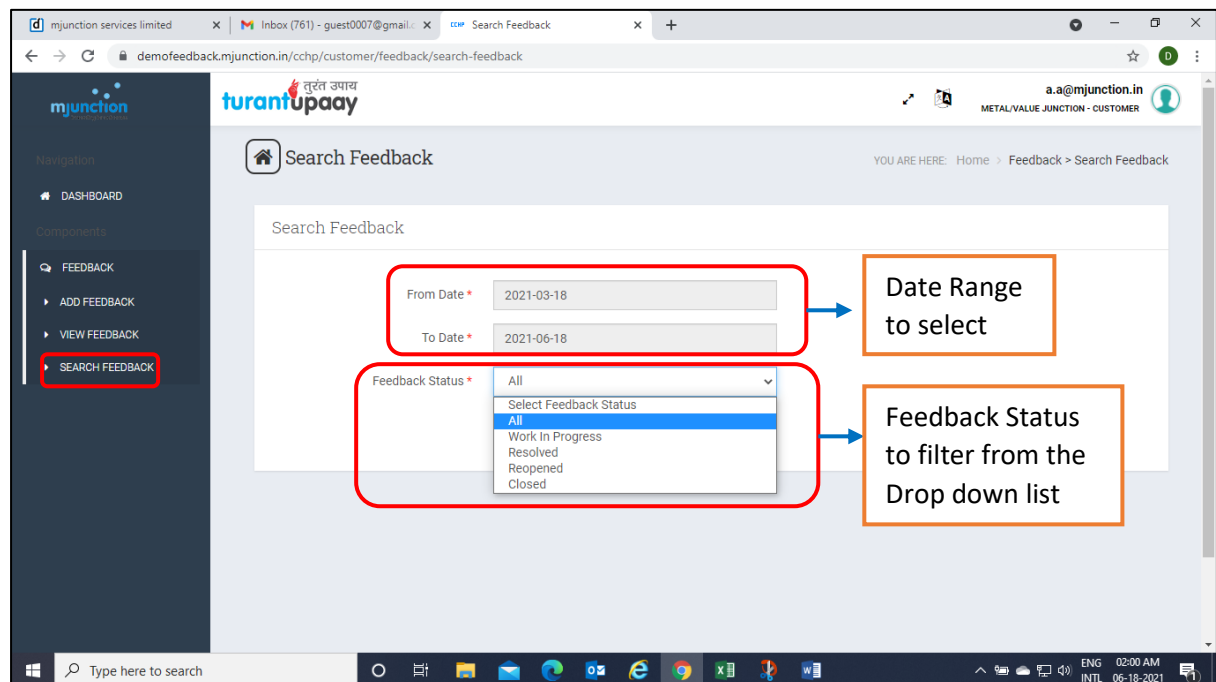 mjunction services limited
Inbox (761) - guest0007@gmail.c
CCHP Search Feedback
demofeedback.mjunction.in/cchp/customer/feedback/search-feedback
D
mjunction
तुरंत उपाय
turantupaay
a.a@mjunction.in
METAL/VALUE JUNCTION - CUSTOMER
Navigation
DASHBOARD
Components
FEEDBACK
ADD FEEDBACK
VIEW FEEDBACK
SEARCH FEEDBACK
Search Feedback
YOU ARE HERE: Home > Feedback > Search Feedback
Search Feedback
From Date * 2021-03-18
To Date * 2021-06-18
Feedback Status * All
Select Feedback Status
All
Work In Progress
Resolved
Reopened
Closed
Date Range
to select
Feedback Status
to filter from the
Drop down list
Type here to search
ENG 02:00 AM
INTL 06-18-2021